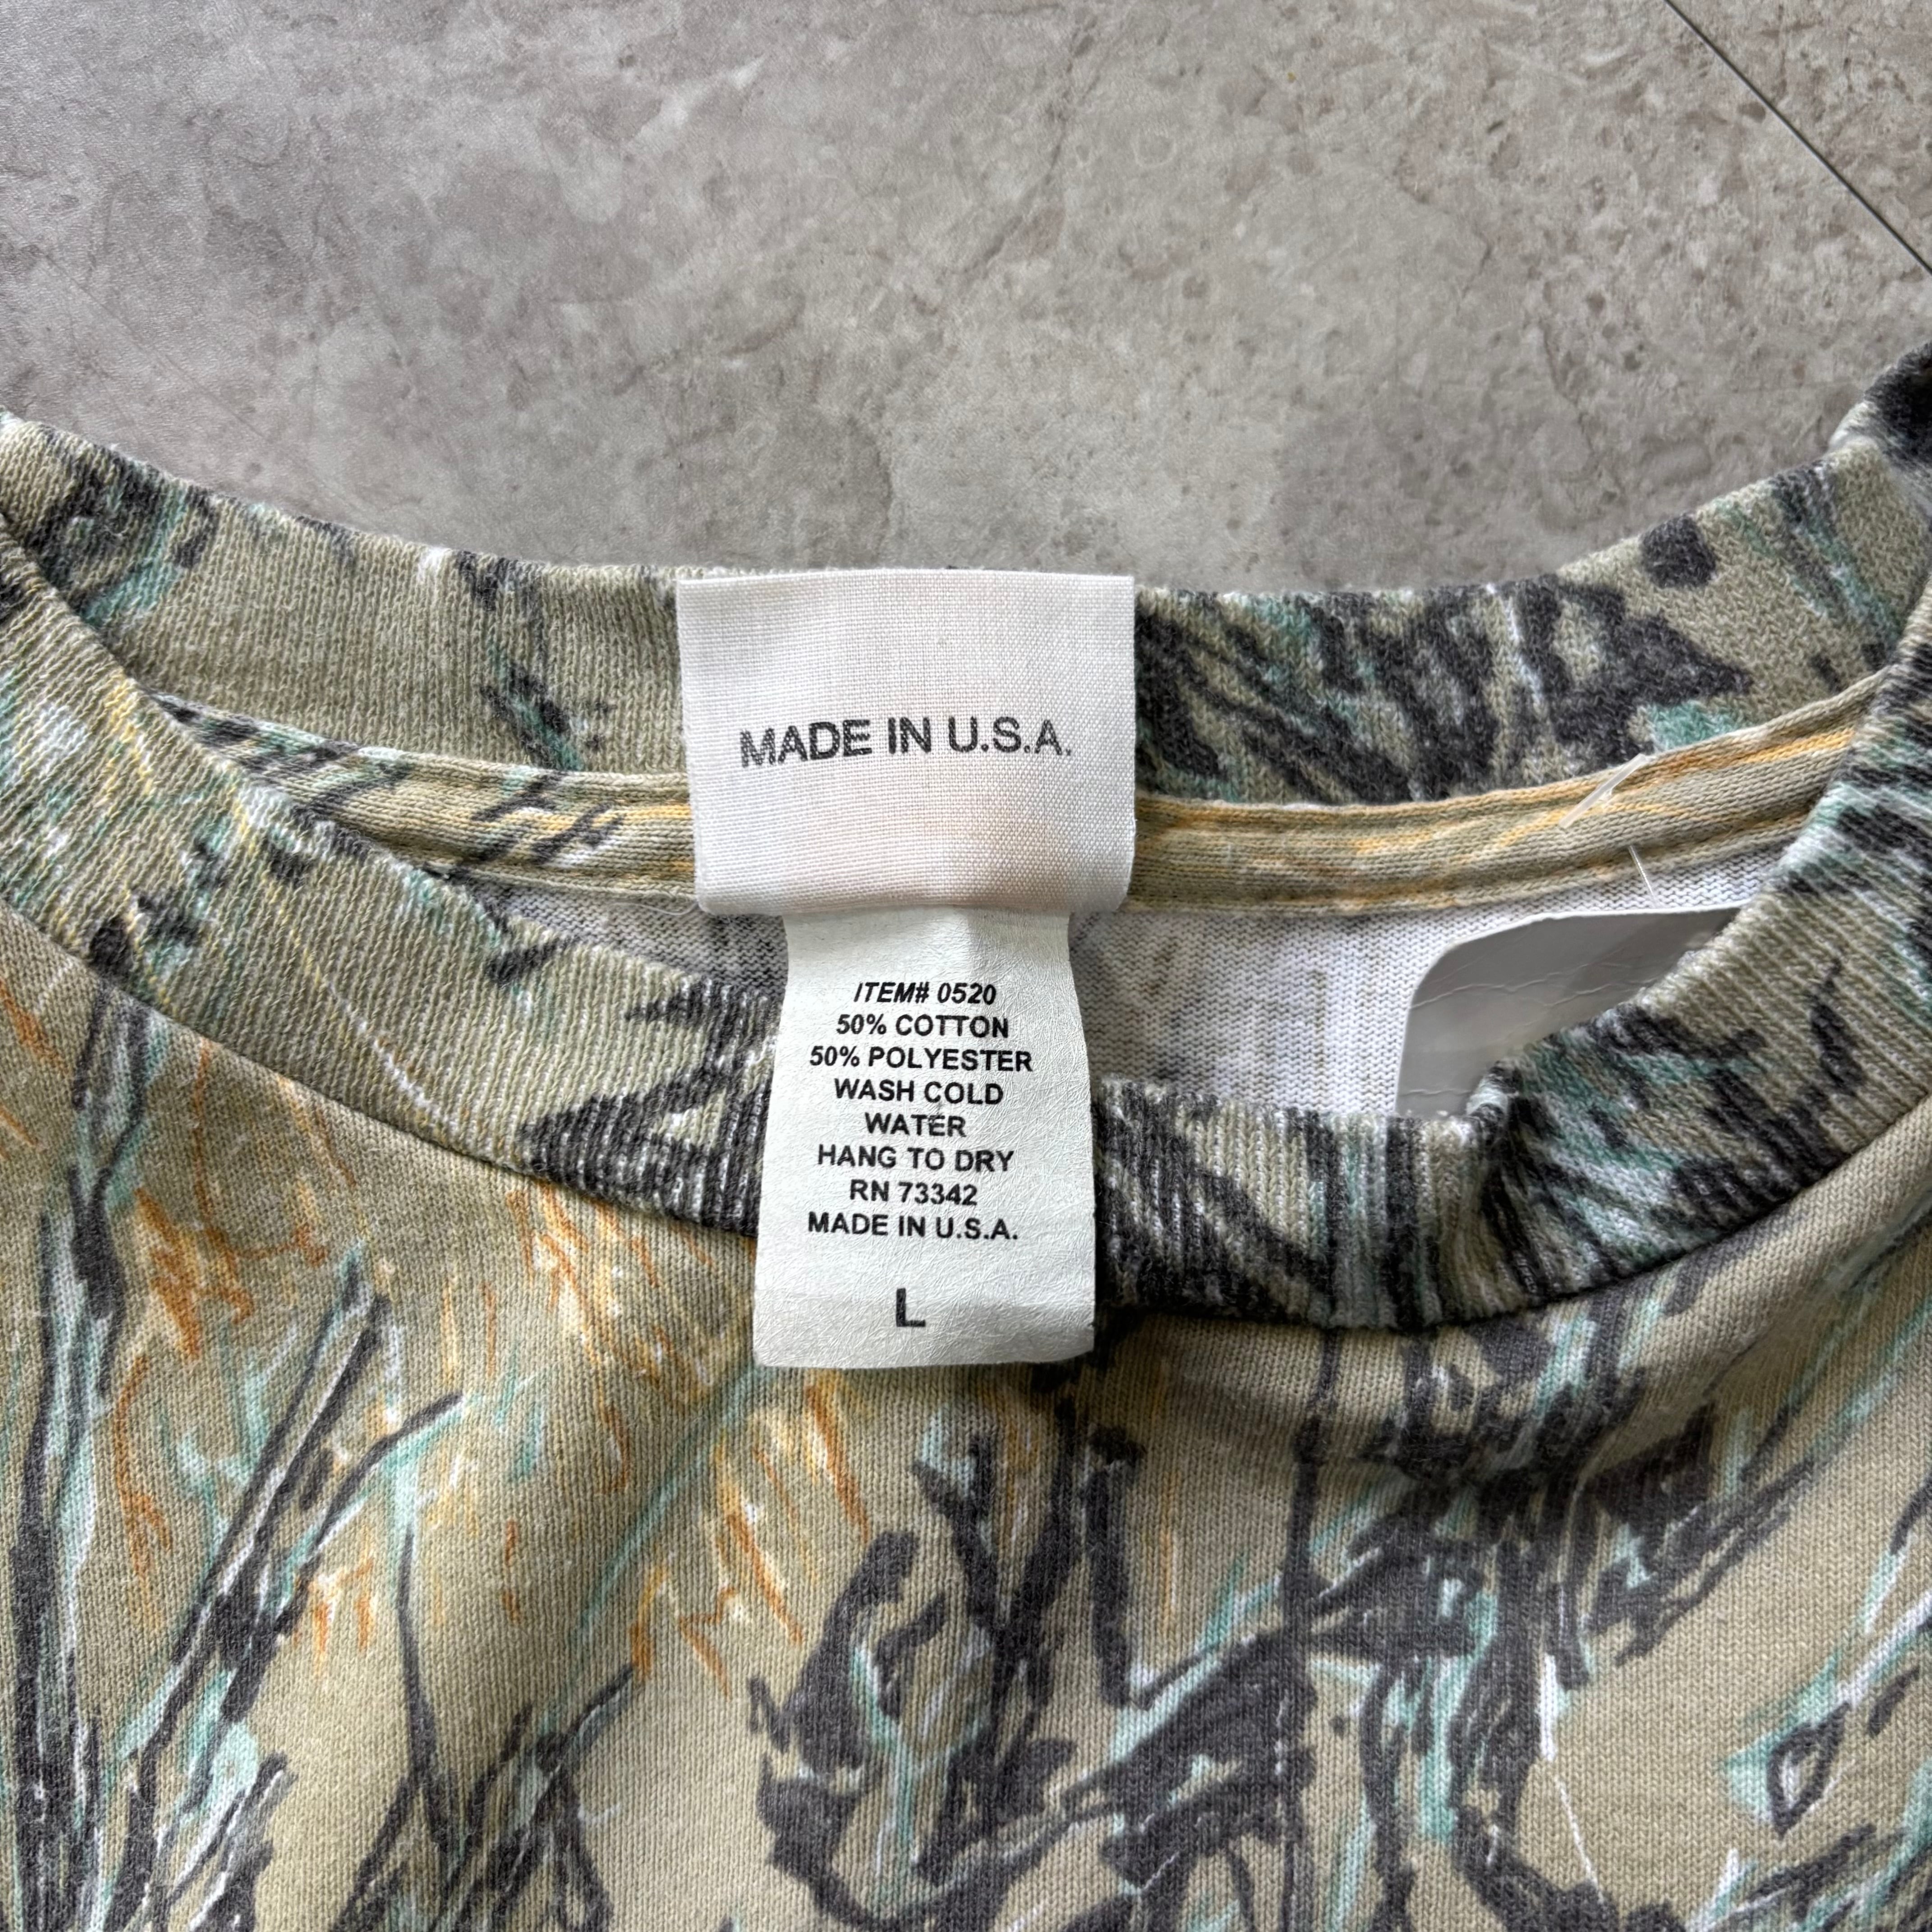 MADE IN U.S.A.
ITEM# 0520
50% COTTON
50% POLYESTER
WASH COLD
WATER
HANG TO DRY
RN 73342
MADE IN U.S.A.
L